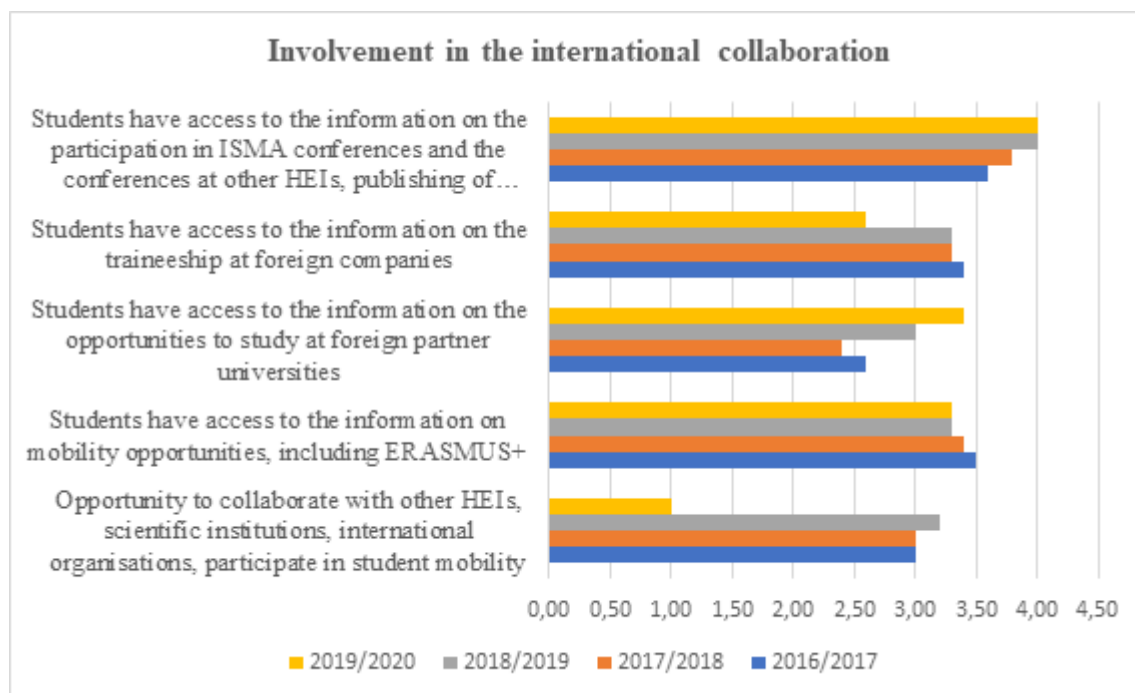 Involvement in the international collaboration
Students have access to the information on the
participation in ISMA conferences and the
conferences at other HEIs, publishing of…
Students have access to the information on the
traineeship at foreign companies
Students have access to the information on the
opportunities to study at foreign partner
universities
Students have access to the information on
mobility opportunities, including ERASMUS+
Opportunity to collaborate with other HEIs,
scientific institutions, international
organisations, participate in student mobility
0,00 0,50 1,00 1,50 2,00 2,50 3,00 3,50 4,00 4,50
2019/2020 2018/2019 2017/2018 2016/2017